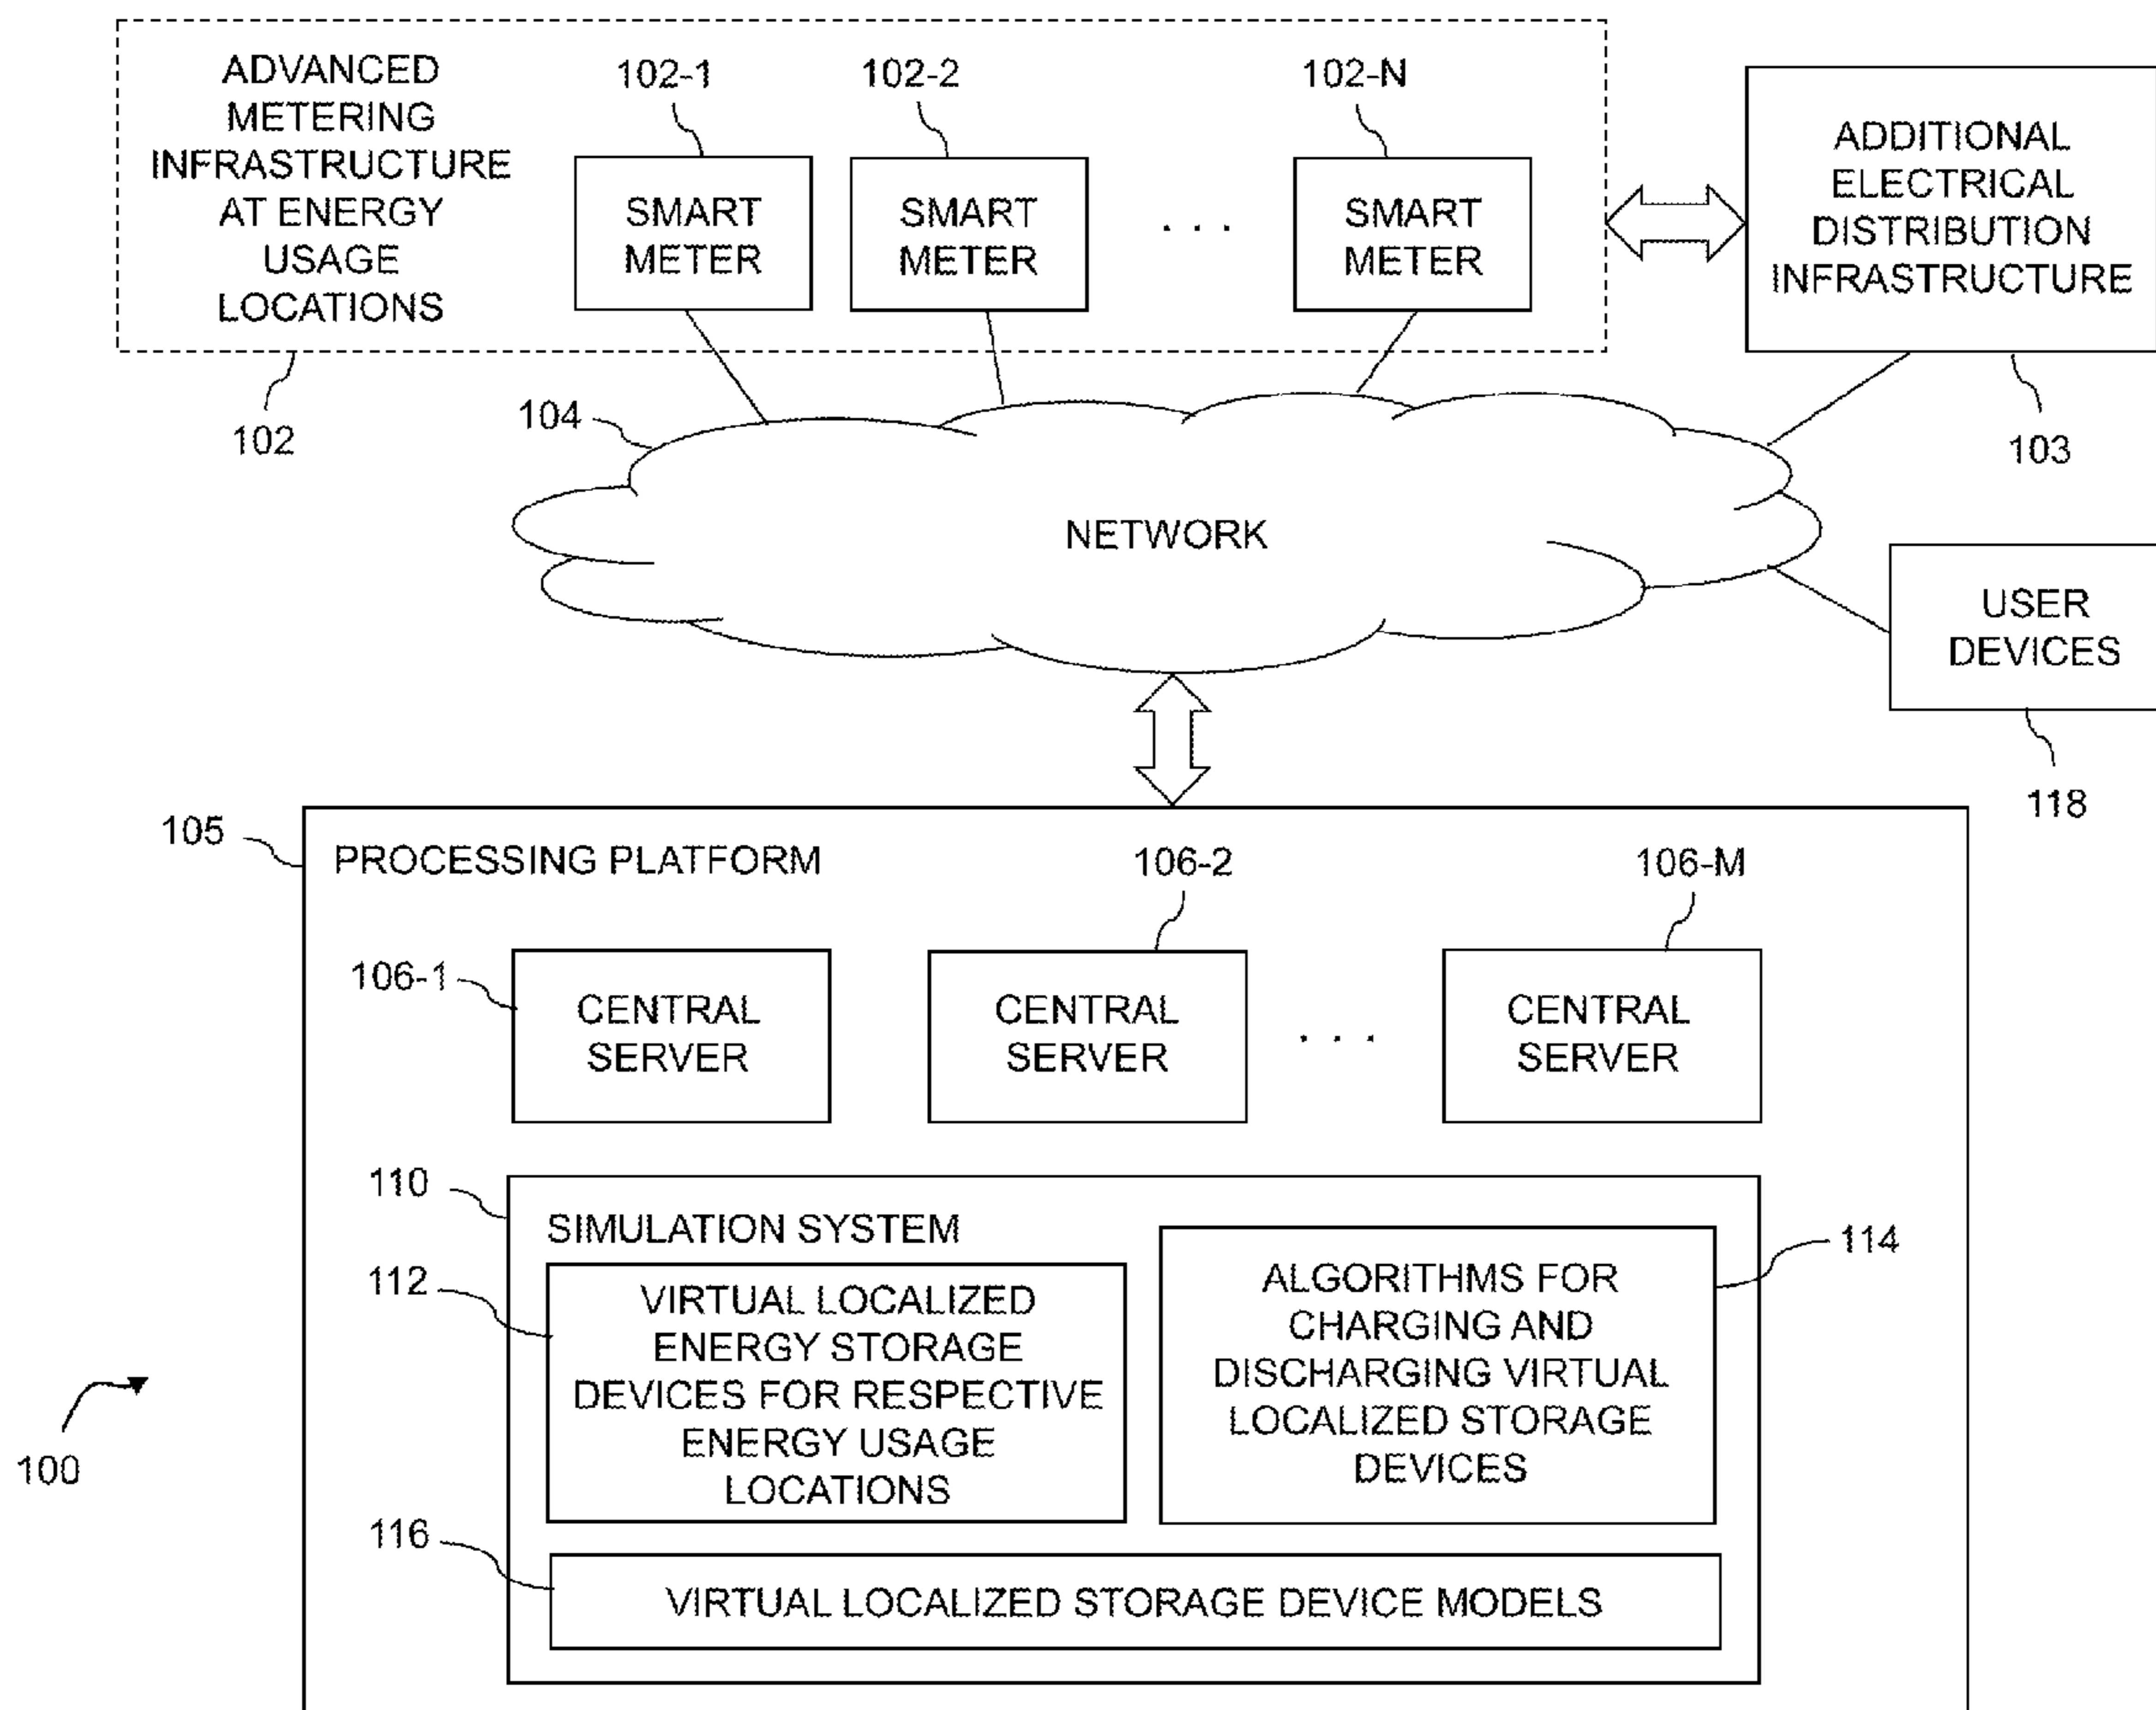 ADVANCED
METERING
INFRASTRUCTURE
AT ENERGY
USAGE
LOCATIONS
102-1
102-2
102-N
SMART
METER
SMART
METER
. . .
SMART
METER
ADDITIONAL
ELECTRICAL
DISTRIBUTION
INFRASTRUCTURE
102
104
103
NETWORK
USER
DEVICES
118
105
PROCESSING PLATFORM
106-2
106-M
106-1
CENTRAL
SERVER
CENTRAL
SERVER
. . .
CENTRAL
SERVER
110
SIMULATION SYSTEM
114
112
VIRTUAL LOCALIZED
ENERGY STORAGE
DEVICES FOR RESPECTIVE
ENERGY USAGE
LOCATIONS
ALGORITHMS FOR
CHARGING AND
DISCHARGING VIRTUAL
LOCALIZED STORAGE
DEVICES
100
116
VIRTUAL LOCALIZED STORAGE DEVICE MODELS